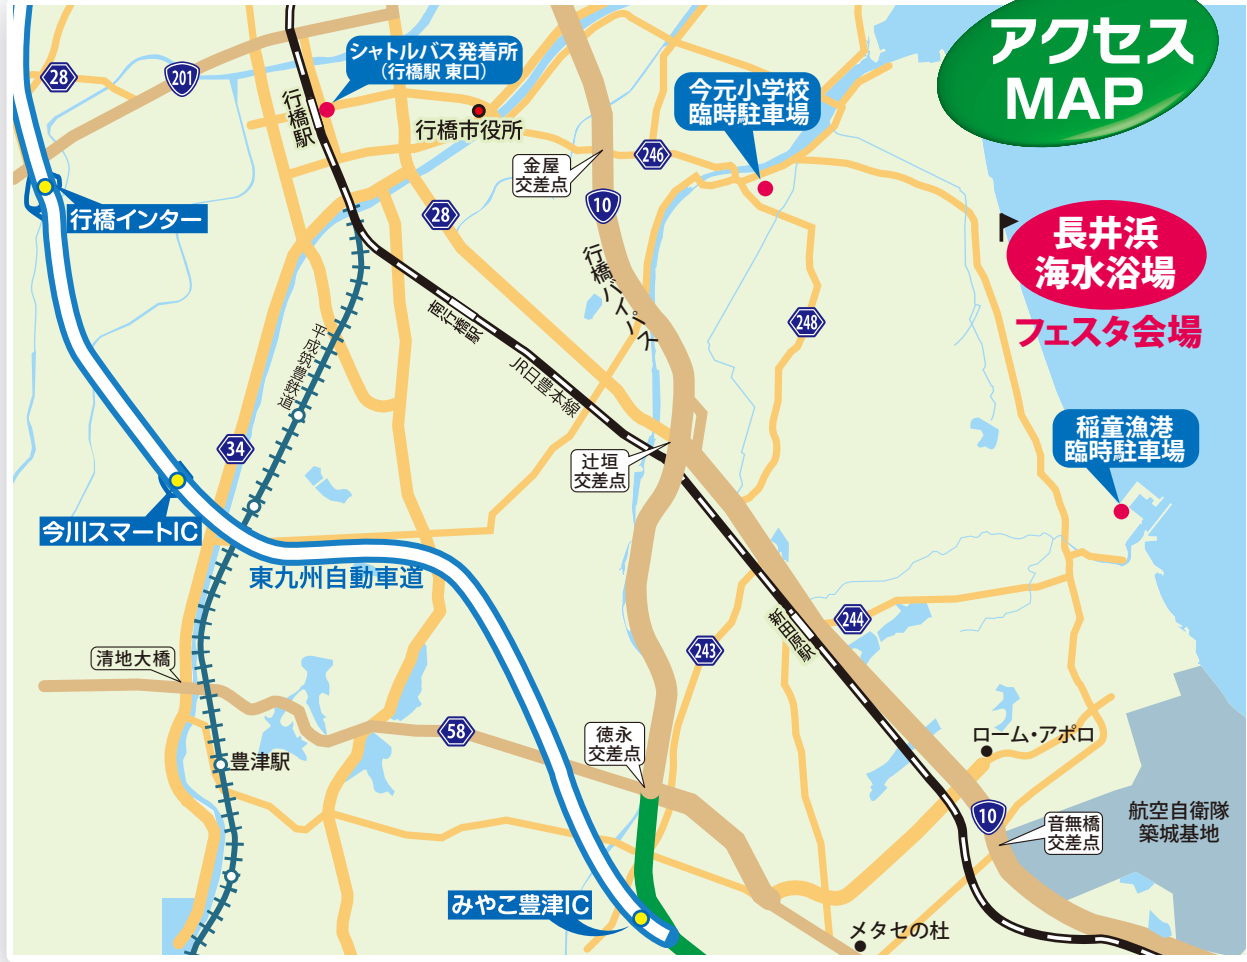 アクセス
MAP
28
201
シャトルバス発着所
(行橋駅 東口)
行橋駅
行橋市役所
今元小学校
臨時駐車場
金屋
交差点
246
10
28
行橋インター
行橋バイパス
長井浜
海水浴場
フェスタ会場
南行橋駅
JR日豊本線
平成筑豊鉄道
248
稲童漁港
臨時駐車場
34
辻垣
交差点
今川スマートIC
東九州自動車道
新田原駅
244
243
清地大橋
58
徳永
交差点
豊津駅
ローム・アポロ
10
音無橋
交差点
航空自衛隊
築城基地
みやこ豊津IC
メタセの杜